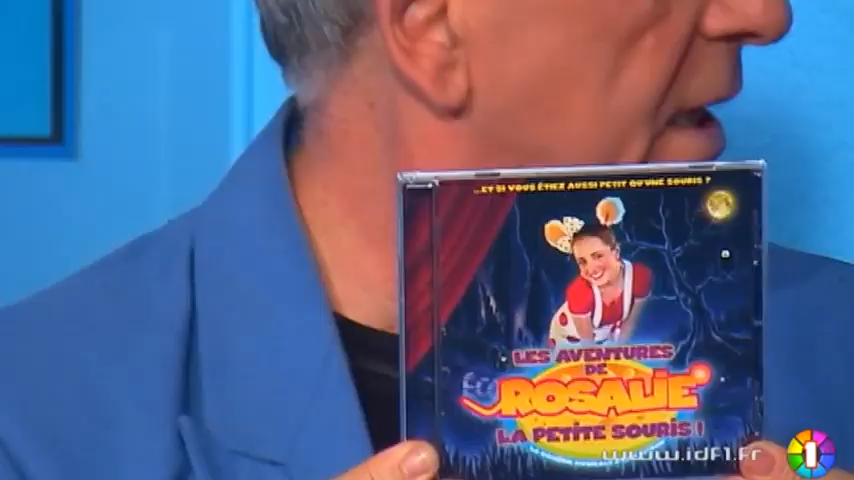 ...ET SI VOUS ÉTIEZ AUSSI PETIT QU'UNE SOURIS ?
LES AVENTURES
DE
ROSALIE
LA PETITE SOURIS !
www.idF1.fr
1